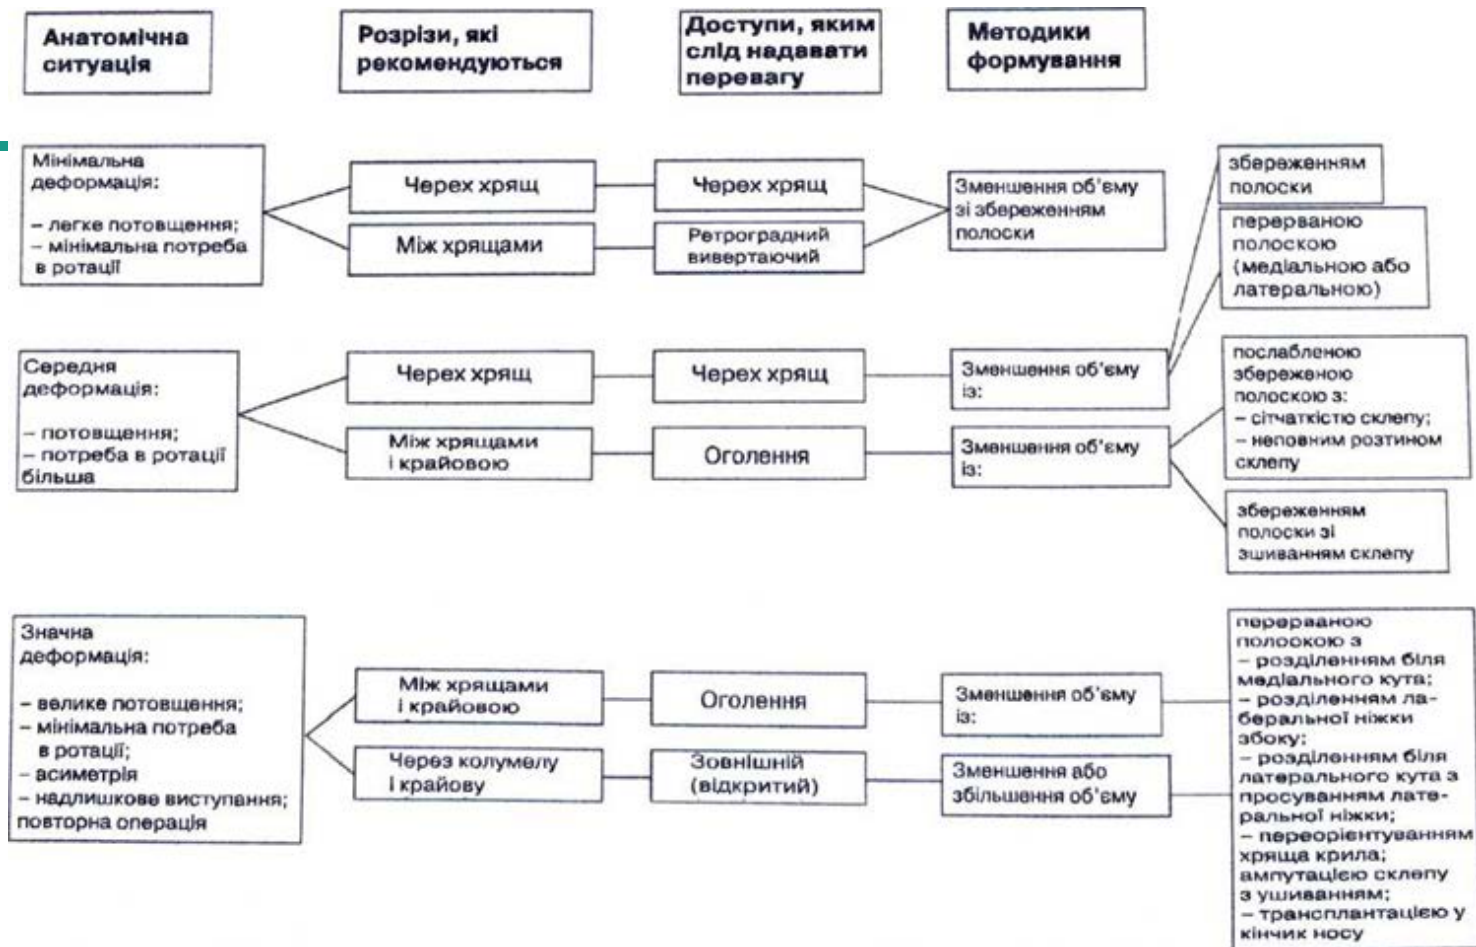 Анатомічна
ситуація
Розрізи, які
рекомендуються
Доступи, яким
слід надавати
перевагу
Методики
формування
Мінімальна
деформація:
– легке потовщення;
– мінімальна потреба
в ротації
Черех хрящ
Між хрящами
Черех хрящ
Ретроградний
вивертаючий
Зменшення об'єму
зі збереженням
полоски
збереженням
полоски
перерваною
полоскою
(медіальною або
латеральною)
Середня
деформація:
– потовщення;
– потреба в ротації
більша
Черех хрящ
Між хрящами
і крайовою
Черех хрящ
Оголення
Зменшення об'єму
із:
Зменшення об'єму
із:
послабленою
збереженою
полоскою з:
– сітчаткістю склепу;
– неповним розтином
склепу
збереженням
полоски зі
зшиванням склепу
Значна
деформація:
– велике потовщення;
– мінімальна потреба
в ротації;
– асиметрія
– надлишкове виступання;
повторна операція
Між хрящами
і крайовою
Через колумелу
і крайову
Оголення
Зовнішній
(відкритий)
Зменшення об'єму
із:
Зменшення або
збільшення об'єму
перерваною
полоскою з
– розділенням біля
медіального кута;
– розділенням ла-
беральної ніжки
збоку;
– розділенням біля
латерального кута з
просуванням лате-
ральної ніжки;
– переорієнтуванням
хряща крила;
ампутацією склепу
з ушиванням;
– трансплантацією у
кінчик носу